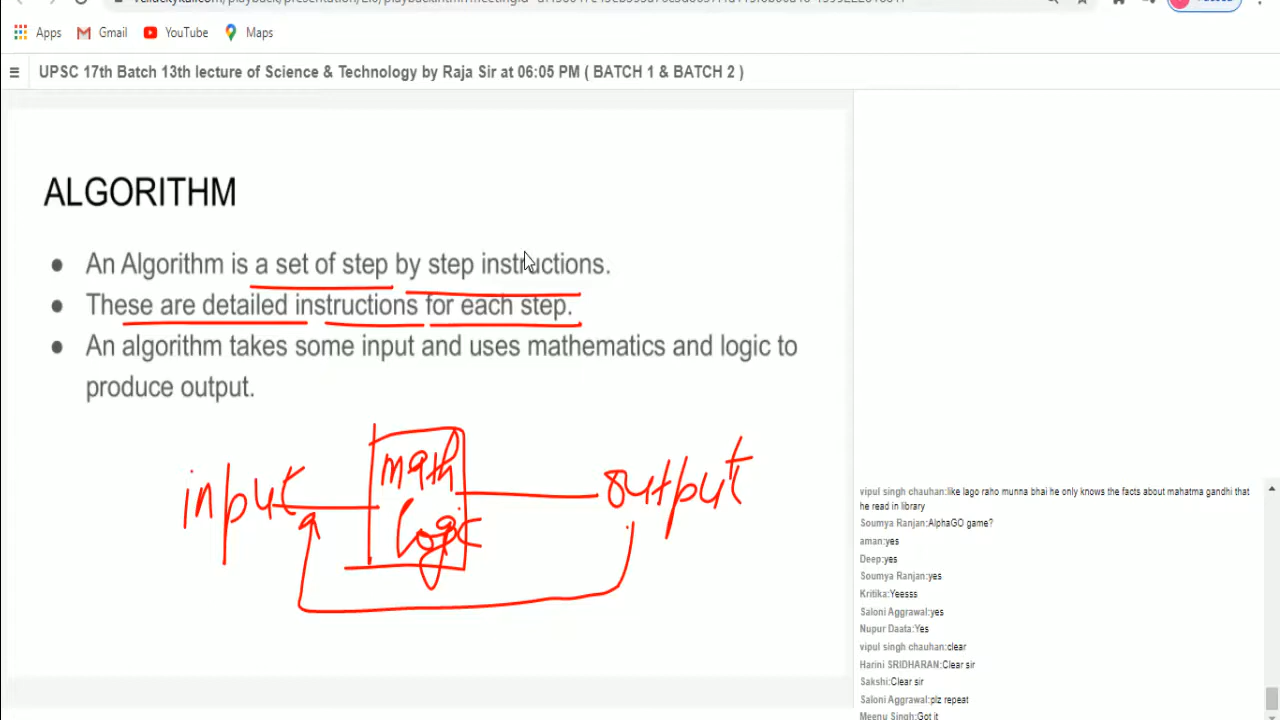 Apps Gmail YouTube Maps
UPSC 17th Batch 13th lecture of Science & Technology by Raja Sir at 06:05 PM ( BATCH 1 & BATCH 2 )
ALGORITHM
An Algorithm is a set of step by step instructions.
These are detailed instructions for each step.
An algorithm takes some input and uses mathematics and logic to
produce output.
input math output
Logic
vipul singh chauhan:like lago raho munna bhai he only knows the facts about mahatma gandhi that
he read in library
Soumya Ranjan:AlphaGO game?
aman:yes
Deep:yes
Soumya Ranjan:yes
Kritika:Yeesss
Saloni Aggrawal:yes
Nupur Daata:Yes
vipul singh chauhan:clear
Harini SRIDHARAN:Clear sir
Sakshi:Clear sir
Saloni Aggrawal:plz repeat
Meenu Singh:Got it